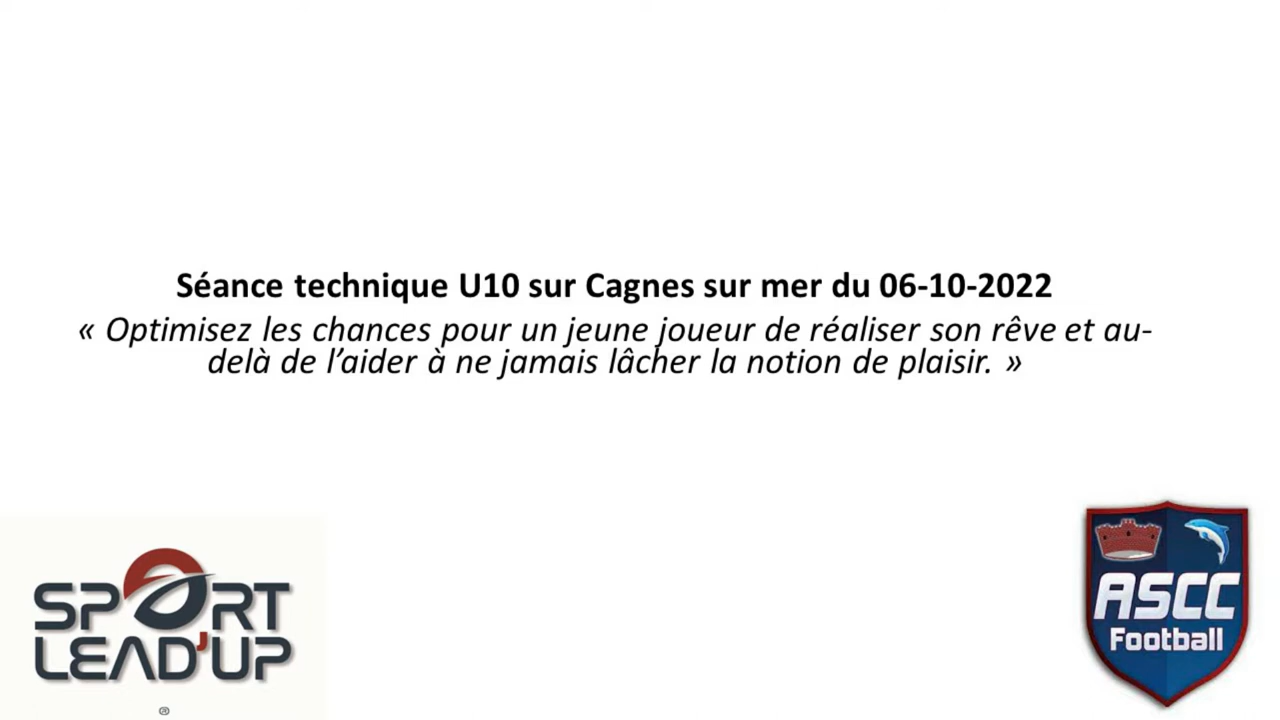 Séance technique U10 sur Cagnes sur mer du 06-10-2022
« Optimisez les chances pour un jeune joueur de réaliser son rêve et au-
delà de l’aider à ne jamais lâcher la notion de plaisir. »
SPORT
LEAD'UP
®
ASCC
Football